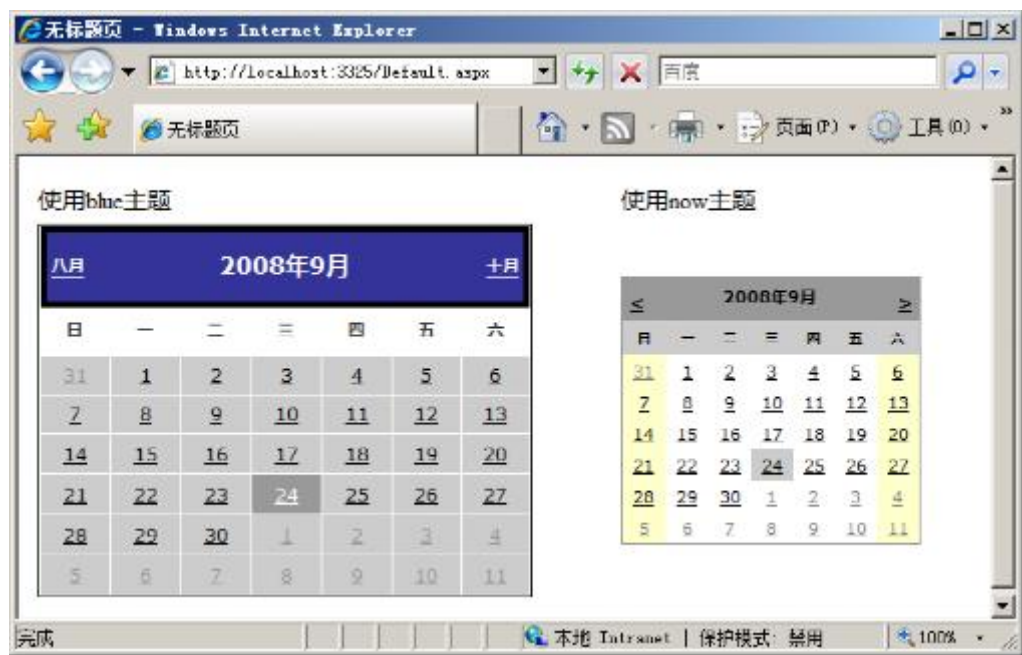 无标题页 - Windows Internet Explorer
http://localhost:3325/Default.aspx
百度
无标题页
页面(P)
工具(O)
»
使用blue主题
使用now主题
八月 2008年9月 十月
日 一 二 三 四 五 六
31 1 2 3 4 5 6
7 8 9 10 11 12 13
14 15 16 17 18 19 20
21 22 23 24 25 26 27
28 29 30 1 2 3 4
5 6 7 8 9 10 11
< 2008年9月 >
日 一 二 三 四 五 六
31 1 2 3 4 5 6
7 8 9 10 11 12 13
14 15 16 17 18 19 20
21 22 23 24 25 26 27
28 29 30 1 2 3 4
5 6 7 8 9 10 11
完成
本地 Intranet | 保护模式: 禁用
100%